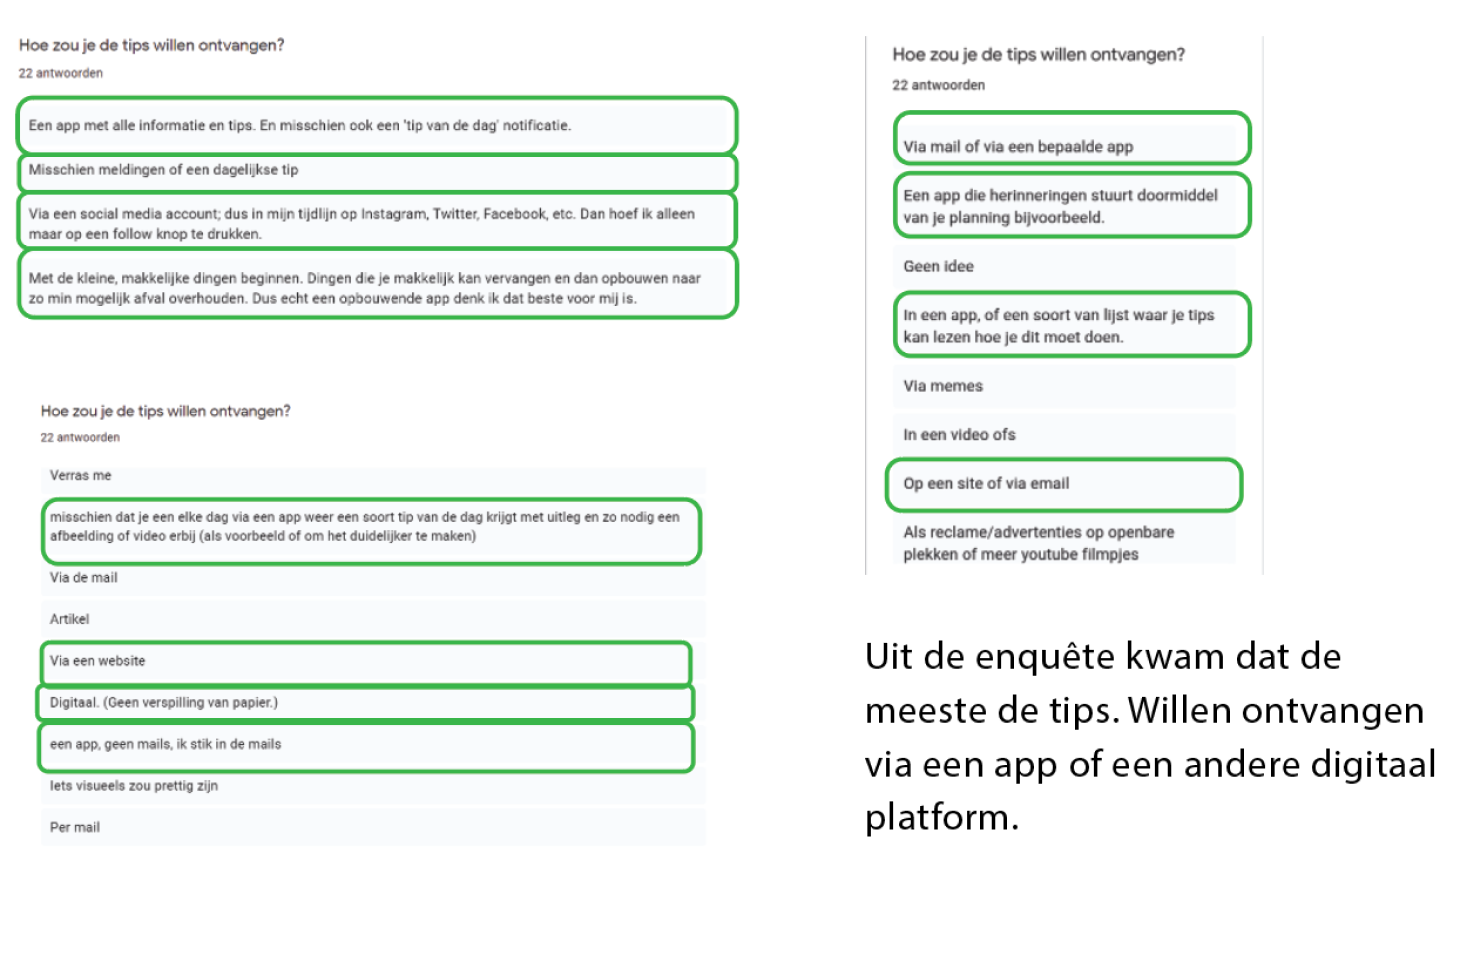 Hoe zou je de tips willen ontvangen?
22 antwoorden
Een app met alle informatie en tips. En misschien ook een 'tip van de dag' notificatie.
Misschien meldingen of een dagelijkse tip
Via een social media account; dus in mijn tijdlijn op Instagram, Twitter, Facebook, etc. Dan hoef ik alleen
maar op een follow knop te drukken.
Met de kleine, makkelijke dingen beginnen. Dingen die je makkelijk kan vervangen en dan opbouwen naar
zo min mogelijk afval overhouden. Dus echt een opbouwende app denk ik dat beste voor mij is.
Hoe zou je de tips willen ontvangen?
22 antwoorden
Verras me
misschien dat je een elke dag via een app weer een soort tip van de dag krijgt met uitleg en zo nodig een
afbeelding of video erbij (als voorbeeld of om het duidelijker te maken)
Via de mail
Artikel
Via een website
Digitaal. (Geen verspilling van papier.)
een app, geen mails, ik stik in de mails
Iets visueels zou prettig zijn
Per mail
Hoe zou je de tips willen ontvangen?
22 antwoorden
Via mail of via een bepaalde app
Een app die herinneringen stuurt doormiddel
van je planning bijvoorbeeld.
Geen idee
In een app, of een soort van lijst waar je tips
kan lezen hoe je dit moet doen.
Via memes
In een video ofs
Op een site of via email
Als reclame/advertenties op openbare
plekken of meer youtube filmpjes
Uit de enquête kwam dat de
meeste de tips. Willen ontvangen
via een app of een andere digitaal
platform.